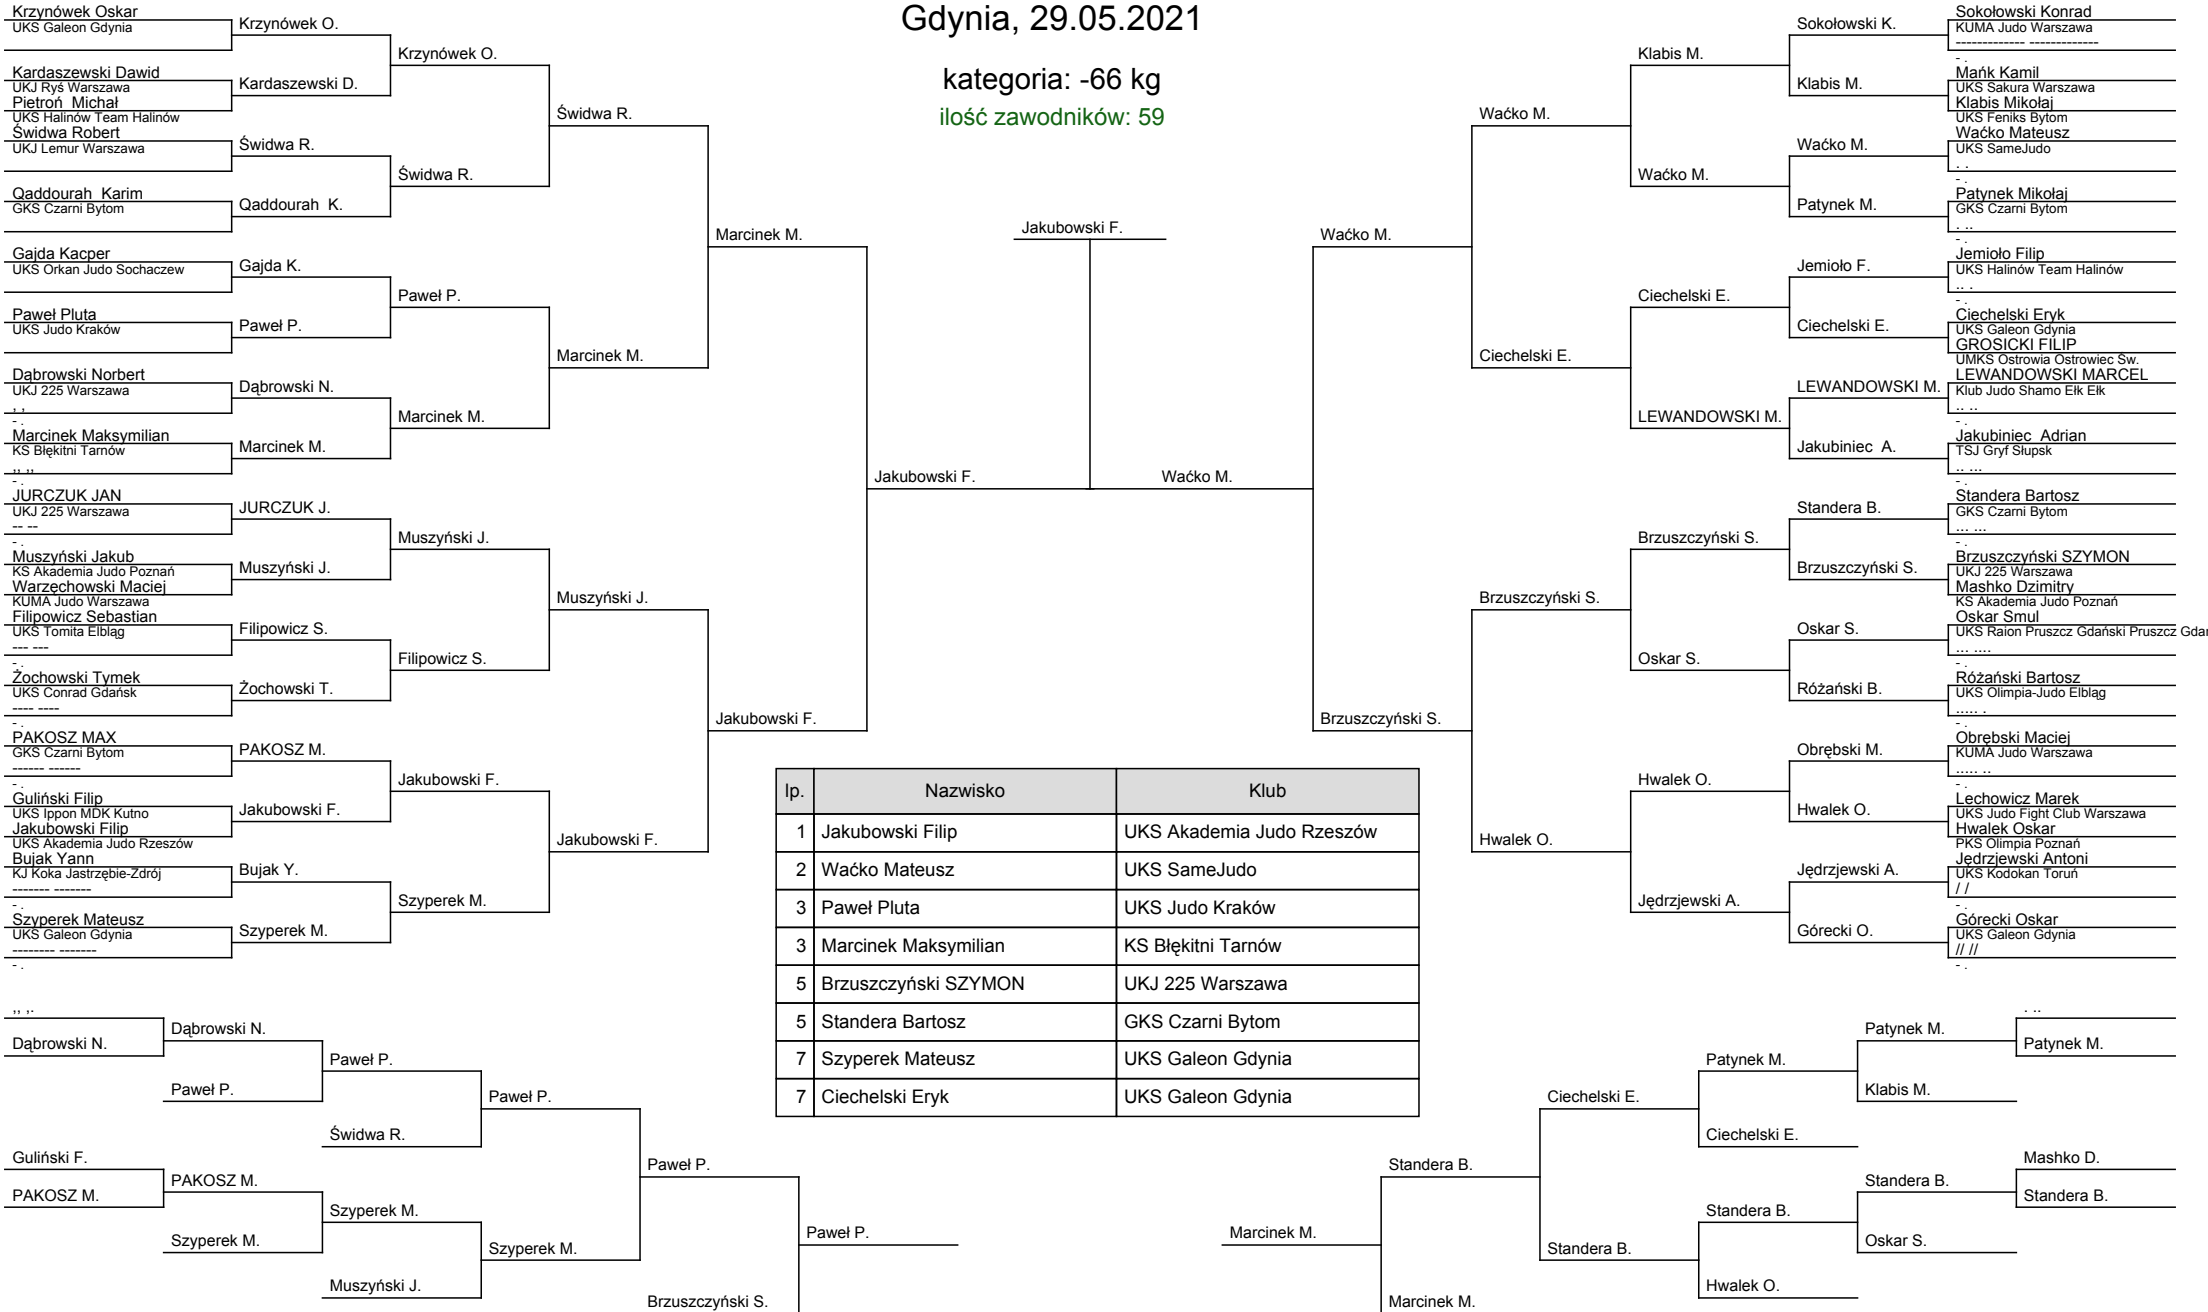 Gdynia, 29.05.2021
kategoria: -66 kg
ilość zawodników: 59
Krzynówek Oskar
UKS Galeon Gdynia
Kardaszewski Dawid
UKJ Ryś Warszawa
Pietroń Michał
UKS Halinów Team Halinów
Świdwa Robert
UKJ Lemur Warszawa
Qaddourah Karim
GKS Czarni Bytom
Gajda Kacper
UKS Orkan Judo Sochaczew
Paweł Pluta
UKS Judo Kraków
Dąbrowski Norbert
UKJ 225 Warszawa
, ,
- .
Marcinek Maksymilian
KS Błękitni Tarnów
,, ,,
- .
JURCZUK JAN
UKJ 225 Warszawa
-- --
- .
Muszyński Jakub
KS Akademia Judo Poznań
Warzęchowski Maciej
KUMA Judo Warszawa
Filipowicz Sebastian
UKS Tomita Elbląg
--- ---
- .
Żochowski Tymek
UKS Conrad Gdańsk
---- ----
- .
PAKOSZ MAX
GKS Czarni Bytom
------ ------
- .
Guliński Filip
UKS Ippon MDK Kutno
Jakubowski Filip
UKS Akademia Judo Rzeszów
Bujak Yann
KJ Koka Jastrzębie-Zdrój
------- -------
- .
Szyperek Mateusz
UKS Galeon Gdynia
-------- -------
- .
Krzynówek O.
Kardaszewski D.
Świdwa R.
Qaddourah K.
Gajda K.
Paweł P.
Dąbrowski N.
Marcinek M.
JURCZUK J.
Muszyński J.
Filipowicz S.
Żochowski T.
PAKOSZ M.
Jakubowski F.
Bujak Y.
Szyperek M.
Krzynówek O.
Świdwa R.
Paweł P.
Marcinek M.
Muszyński J.
Filipowicz S.
Jakubowski F.
Szyperek M.
Świdwa R.
Marcinek M.
Muszyński J.
Jakubowski F.
Marcinek M.
Jakubowski F.
Jakubowski F.
Jakubowski F.
Waćko M.
Waćko M.
Brzuszczyński S.
Waćko M.
Ciechelski E.
Brzuszczyński S.
Hwalek O.
Klabis M.
Waćko M.
Ciechelski E.
LEWANDOWSKI M.
Brzuszczyński S.
Oskar S.
Hwalek O.
Jędrzjewski A.
Sokołowski K.
Klabis M.
Waćko M.
Patynek M.
Jemioło F.
Ciechelski E.
LEWANDOWSKI M.
Jakubiniec A.
Standera B.
Brzuszczyński S.
Oskar S.
Różański B.
Obrębski M.
Hwalek O.
Jędrzjewski A.
Górecki O.
Sokołowski Konrad
KUMA Judo Warszawa
------------- -------------
- .
Mańk Kamil
UKS Sakura Warszawa
Klabis Mikołaj
UKS Feniks Bytom
Waćko Mateusz
UKS SameJudo
. .
- .
Patynek Mikołaj
GKS Czarni Bytom
. ..
- .
Jemioło Filip
UKS Halinów Team Halinów
.. .
- .
Ciechelski Eryk
UKS Galeon Gdynia
GROSICKI FILIP
UMKS Ostrowia Ostrowiec Św.
LEWANDOWSKI MARCEL
Klub Judo Shamo Ełk Ełk
.. ..
- .
Jakubiniec Adrian
TSJ Gryf Słupsk
.. ...
- .
Standera Bartosz
GKS Czarni Bytom
... ...
- .
Brzuszczyński SZYMON
UKJ 225 Warszawa
Mashko Dzimitry
KS Akademia Judo Poznań
Oskar Smul
UKS Raion Pruszcz Gdański Pruszcz Gdań
... ....
- .
Różański Bartosz
UKS Olimpia-Judo Elbląg
..... .
- .
Obrębski Maciej
KUMA Judo Warszawa
..... ..
- .
Lechowicz Marek
UKS Judo Fight Club Warszawa
Hwalek Oskar
PKS Olimpia Poznań
Jędrzjewski Antoni
UKS Kodokan Toruń
/ /
- .
Górecki Oskar
UKS Galeon Gdynia
// //
- .
lp. Nazwisko Klub
1 Jakubowski Filip UKS Akademia Judo Rzeszów
2 Waćko Mateusz UKS SameJudo
3 Paweł Pluta UKS Judo Kraków
3 Marcinek Maksymilian KS Błękitni Tarnów
5 Brzuszczyński SZYMON UKJ 225 Warszawa
5 Standera Bartosz GKS Czarni Bytom
7 Szyperek Mateusz UKS Galeon Gdynia
7 Ciechelski Eryk UKS Galeon Gdynia
,, ,.
Dąbrowski N.
Guliński F.
PAKOSZ M.
Dąbrowski N.
Paweł P.
PAKOSZ M.
Szyperek M.
Paweł P.
Świdwa R.
Szyperek M.
Muszyński J.
Paweł P.
Szyperek M.
Paweł P.
Brzuszczyński S.
Paweł P.
Marcinek M.
Standera B.
Marcinek M.
Ciechelski E.
Standera B.
Patynek M.
Ciechelski E.
Standera B.
Hwalek O.
Patynek M.
Klabis M.
Standera B.
Oskar S.
. ..
Patynek M.
Mashko D.
Standera B.